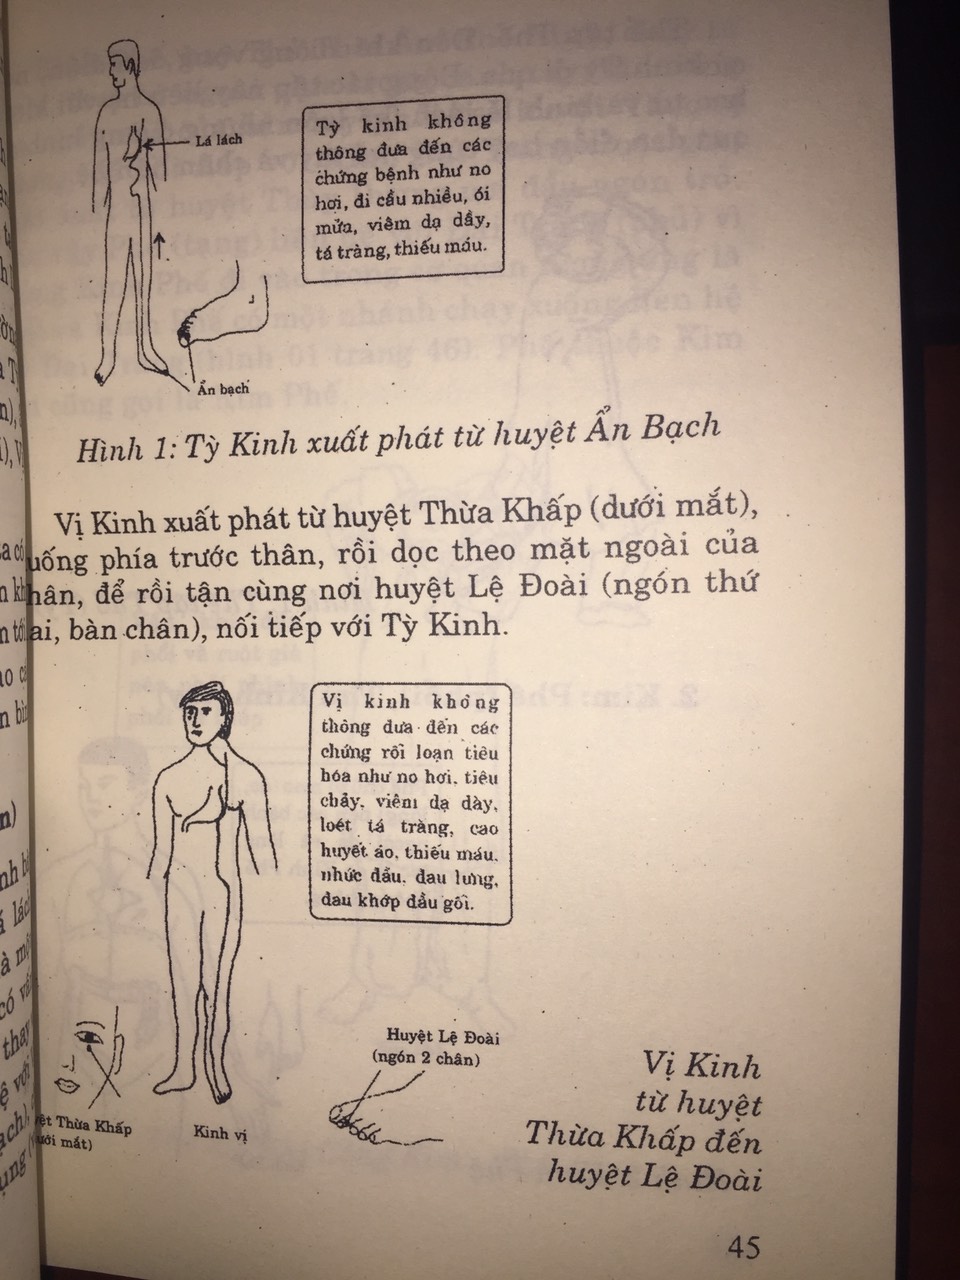 Lá lách
Tỳ kinh không
thông đưa đến các
chứng bệnh như no
hơi, đi cầu nhiều, ói
mửa, viêm dạ dầy,
tá tràng, thiếu máu.
Ẩn bạch
Hình 1: Tỳ Kinh xuất phát từ huyệt Ẩn Bạch
Vị Kinh xuất phát từ huyệt Thừa Khấp (dưới mắt),
uống phía trước thân, rồi dọc theo mặt ngoài của
hân, để rồi tận cùng nơi huyệt Lệ Đoài (ngón thứ
ai, bàn chân), nối tiếp với Tỳ Kinh.
Vị kinh không
thông đưa đến các
chứng rối loạn tiêu
hóa như no hơi, tiêu
chảy, viêm dạ dày,
loét tá tràng, cao
huyết áo, thiếu máu,
nhức đầu, đau lưng,
đau khớp đầu gối.
Huyệt Lệ Đoài
(ngón 2 chân)
ệt Thừa Khấp
ưới mắt)
Kinh vị
Vị Kinh
từ huyệt
Thừa Khấp đến
huyệt Lệ Đoài
45